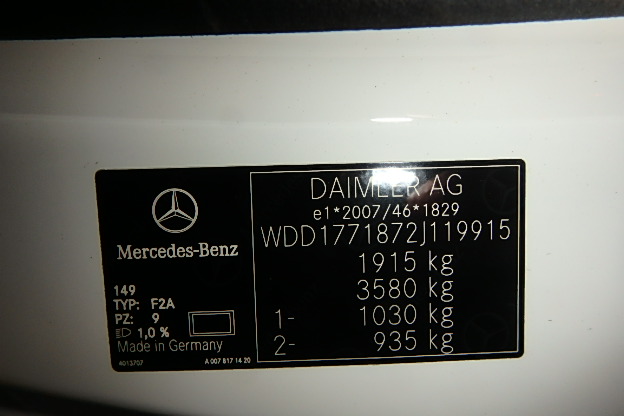 Mercedes-Benz
149
TYP: F2A
PZ: 9
1,0 %
Made in Germany
4013707
A 007 817 14 20
DAIMLER AG
e1*2007/46*1829
WDD1771872J119915
1915 kg
3580 kg
1- 1030 kg
2- 935 kg